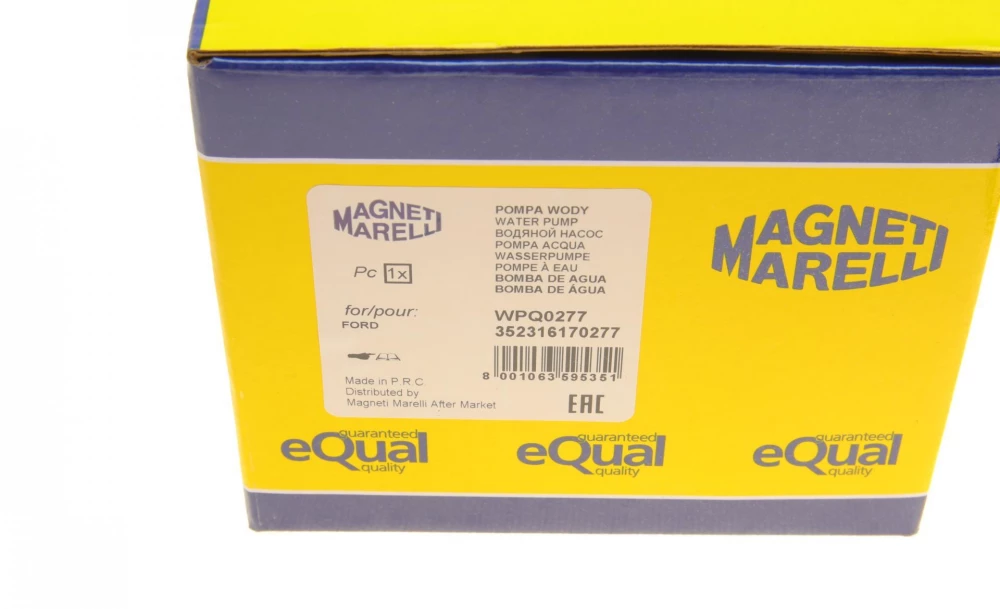 MAGNETI
MARELLI
Pc 1x
for/pour:
FORD
Made in P.R.C.
Distributed by
Magneti Marelli After Market
POMPA WODY
WATER PUMP
ВОДЯНОЙ НАСОС
POMPA ACQUA
WASSERPUMPE
POMPE À EAU
BOMBA DE AGUA
BOMBA DE ÂGUA
WPQ0277
352316170277
8 001063 595351
EAC
MAGNETI
MARELLI
guaranteed
eQual
quality
guaranteed
eQual
quality
guaranteed
eQual
quality